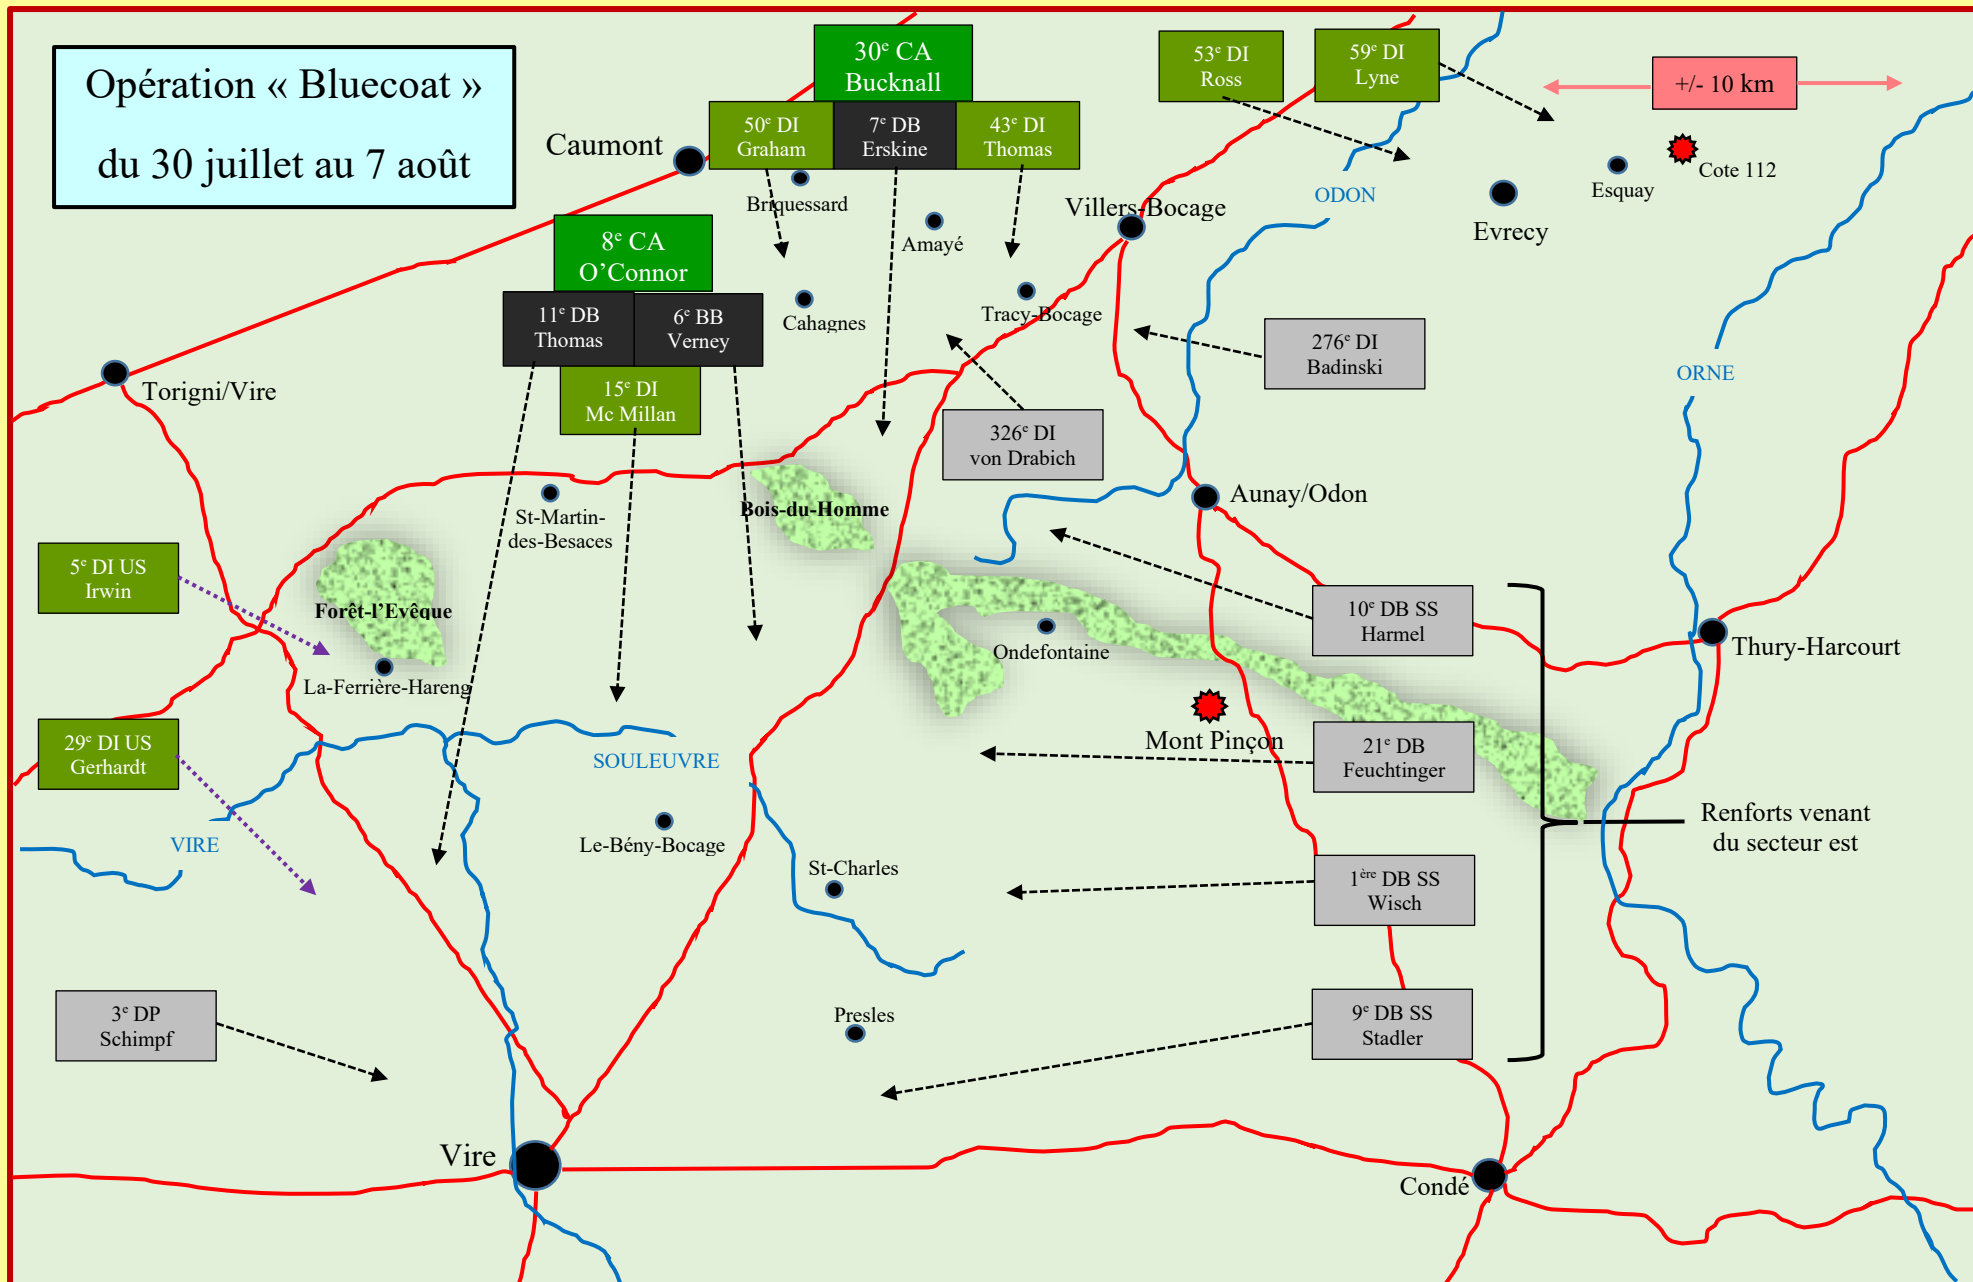 Opération « Bluecoat »
du 30 juillet au 7 août
30e CA
Bucknall
50e DI
Graham
7e DB
Erskine
43e DI
Thomas
53e DI
Ross
59e DI
Lyne
+/- 10 km
Caumont
Briquessard
Amayé
Villers-Bocage
ODON
Evrecy
Esquay
Cote 112
8e CA
O’Connor
11e DB
Thomas
6e BB
Verney
15e DI
Mc Millan
Cahagnes
Tracy-Bocage
276e DI
Badinski
ORNE
Torigni/Vire
326e DI
von Drabich
St-Martin-
des-Besaces
Bois-du-Homme
Aunay/Odon
5e DI US
Irwin
Forêt-l’Evêque
La-Ferrière-Hareng
Ondefontaine
10e DB SS
Harmel
Thury-Harcourt
29e DI US
Gerhardt
SOULEUVRE
Mont Pinçon
21e DB
Feuchtinger
Renforts venant
du secteur est
VIRE
Le-Bény-Bocage
St-Charles
1ère DB SS
Wisch
3e DP
Schimpf
Presles
9e DB SS
Stadler
Vire
Condé